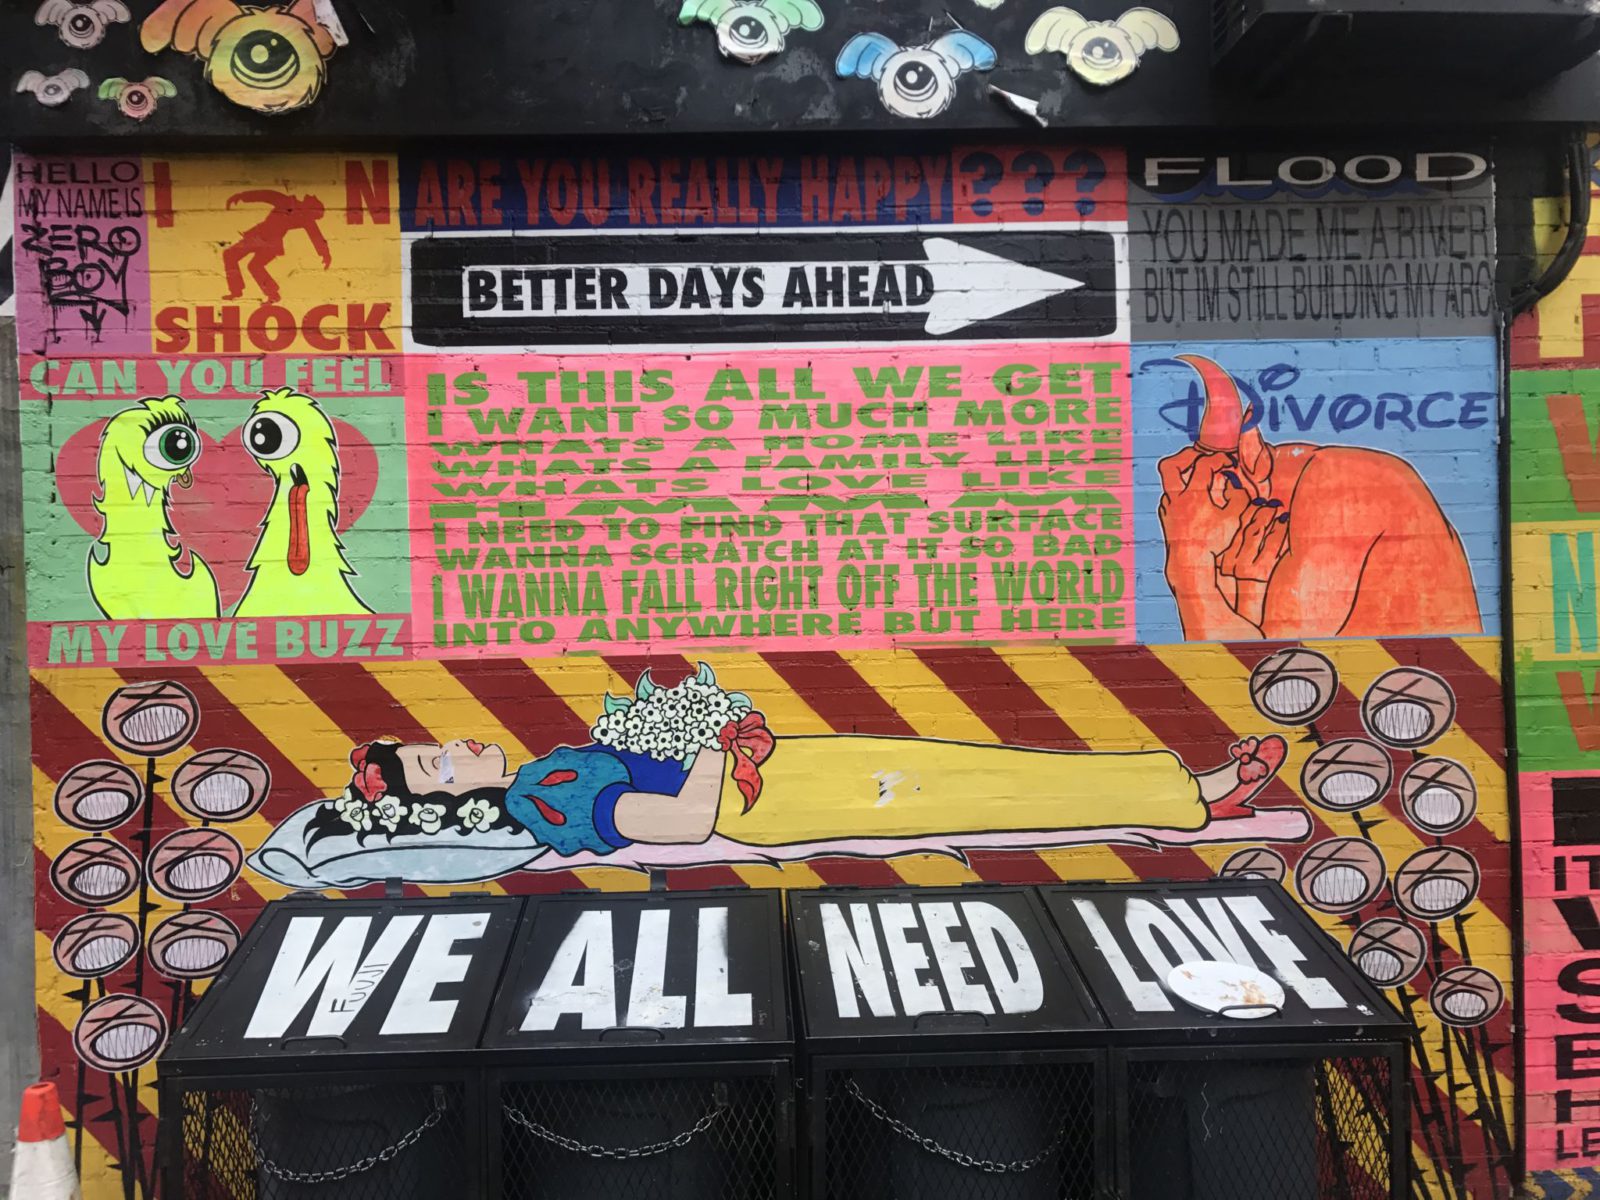 HELLO
MY NAME IS
ZERO
BOY
IN
SHOCK
ARE YOU REALLY HAPPY ???
BETTER DAYS AHEAD
FLOOD
YOU MADE ME A RIVER
BUT IM STILL BUILDING MY ARC
CAN YOU FEEL
MY LOVE BUZZ
IS THIS ALL WE GET
I WANT SO MUCH MORE
WHATS A HOME LIKE
WHATS A FAMILY LIKE
WHATS LOVE LIKE
I NEED TO FIND THAT SURFACE
WANNA SCRATCH AT IT SO BAD
I WANNA FALL RIGHT OFF THE WORLD
INTO ANYWHERE BUT HERE
DIVORCE
WE ALL NEED LOVE